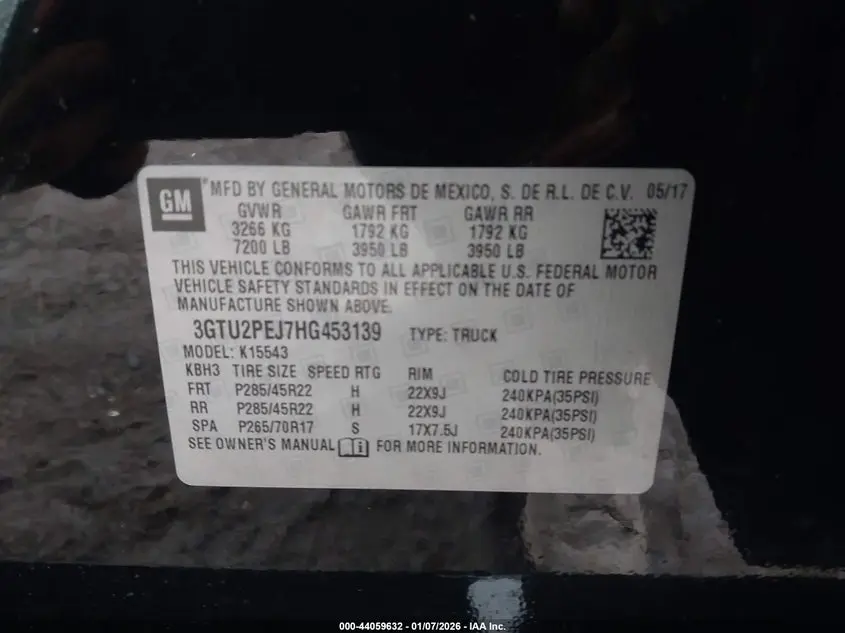 GM
MFD BY GENERAL MOTORS DE MEXICO, S. DE R.L. DE C.V. 05/17
GVWR GAWR FRT GAWR RR
3266 KG 1792 KG 1792 KG
7200 LB 3950 LB 3950 LB
THIS VEHICLE CONFORMS TO ALL APPLICABLE U.S. FEDERAL MOTOR
VEHICLE SAFETY STANDARDS IN EFFECT ON THE DATE OF
MANUFACTURE SHOWN ABOVE.
3GTU2PEJ7HG453139 TYPE: TRUCK
MODEL: K15543
KBH3 TIRE SIZE SPEED RTG RIM COLD TIRE PRESSURE
FRT P285/45R22 H 22X9J 240KPA(35PSI)
RR P285/45R22 H 22X9J 240KPA(35PSI)
SPA P265/70R17 S 17X7.5J 240KPA(35PSI)
SEE OWNER'S MANUAL FOR MORE INFORMATION.
000-44059632 - 01/07/2026 - IAA Inc.